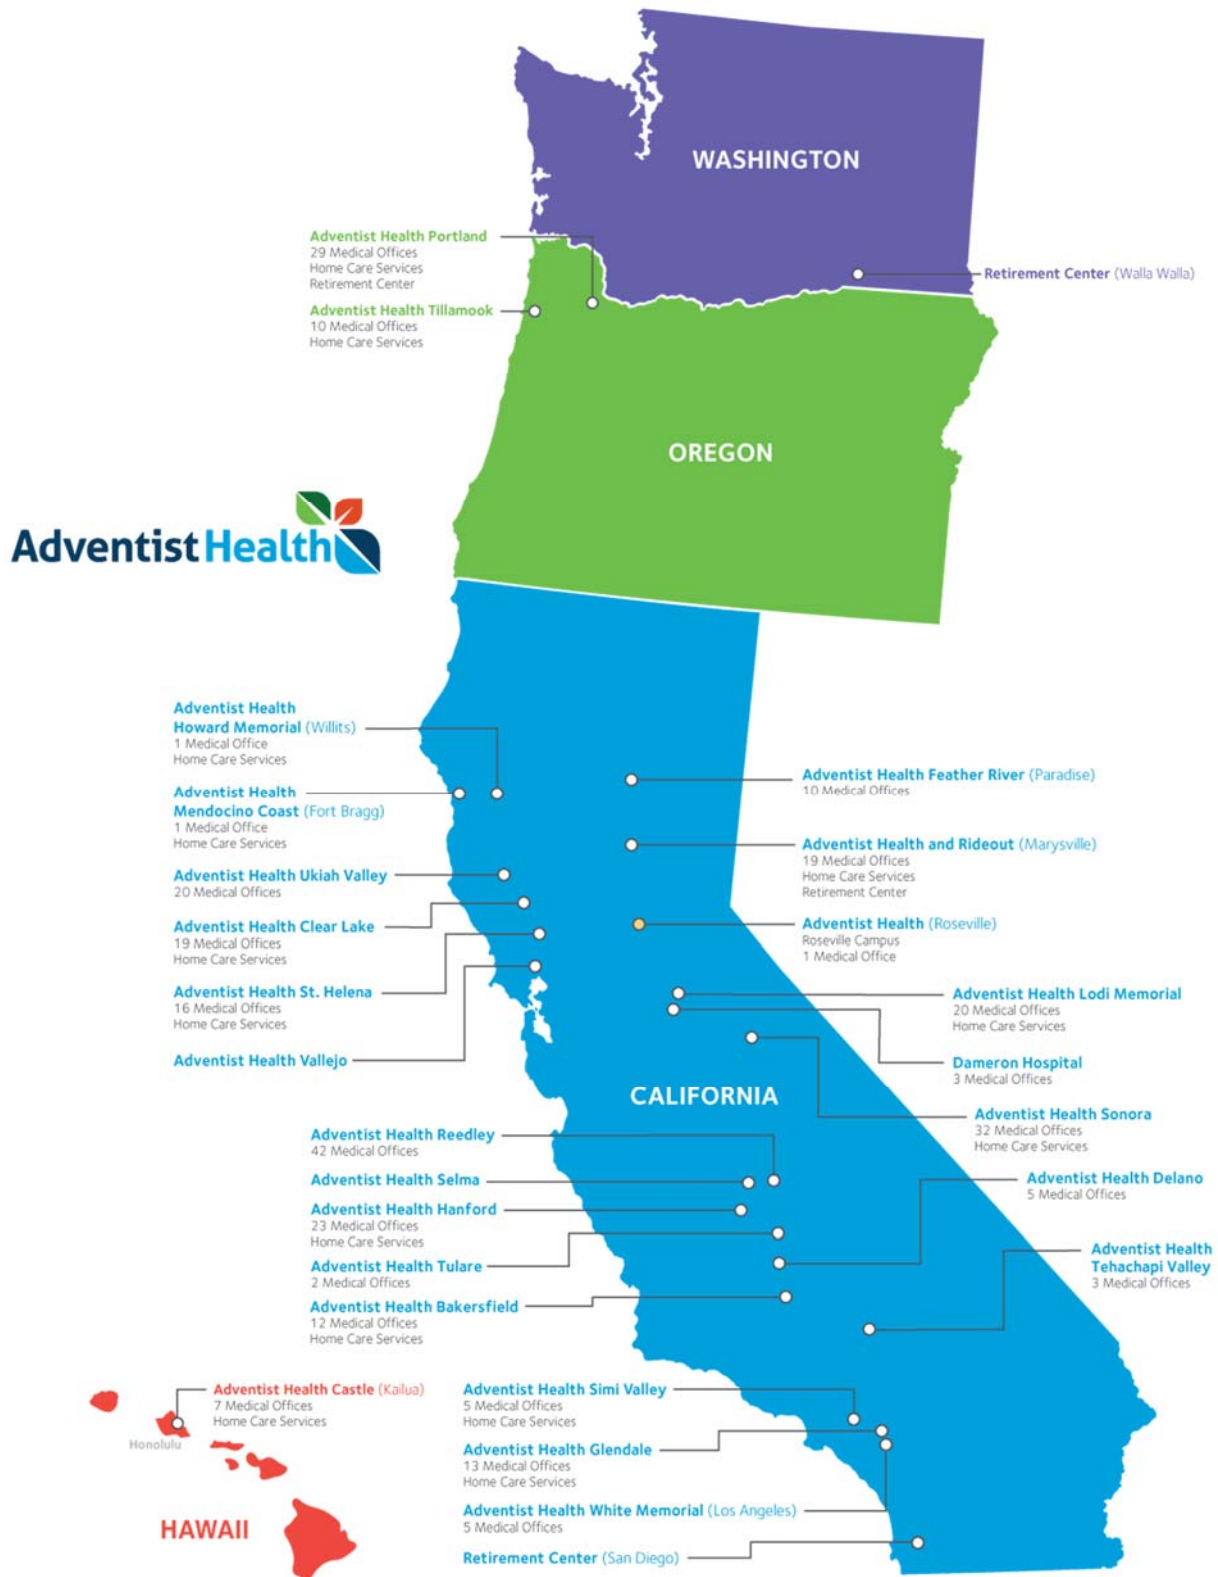 WASHINGTON
Adventist Health Portland
29 Medical Offices
Home Care Services
Retirement Center
Retirement Center (Walla Walla)
Adventist Health Tillamook
10 Medical Offices
Home Care Services
OREGON
Adventist Health
Adventist Health
Howard Memorial (Willits)
1 Medical Office
Home Care Services
Adventist Health
Mendocino Coast (Fort Bragg)
1 Medical Office
Home Care Services
Adventist Health Ukiah Valley
20 Medical Offices
Adventist Health Clear Lake
19 Medical Offices
Home Care Services
Adventist Health St. Helena
16 Medical Offices
Home Care Services
Adventist Health Vallejo
Adventist Health Feather River (Paradise)
10 Medical Offices
Adventist Health and Rideout (Marysville)
19 Medical Offices
Home Care Services
Retirement Center
Adventist Health (Roseville)
Roseville Campus
1 Medical Office
Adventist Health Lodi Memorial
20 Medical Offices
Home Care Services
Dameron Hospital
3 Medical Offices
CALIFORNIA
Adventist Health Sonora
32 Medical Offices
Home Care Services
Adventist Health Reedley
42 Medical Offices
Adventist Health Selma
Adventist Health Hanford
23 Medical Offices
Home Care Services
Adventist Health Tulare
2 Medical Offices
Adventist Health Bakersfield
12 Medical Offices
Home Care Services
Adventist Health Delano
5 Medical Offices
Adventist Health
Tehachapi Valley
3 Medical Offices
Adventist Health Castle (Kailua)
7 Medical Offices
Home Care Services
Honolulu
HAWAII
Adventist Health Simi Valley
5 Medical Offices
Home Care Services
Adventist Health Glendale
13 Medical Offices
Home Care Services
Adventist Health White Memorial (Los Angeles)
5 Medical Offices
Retirement Center (San Diego)